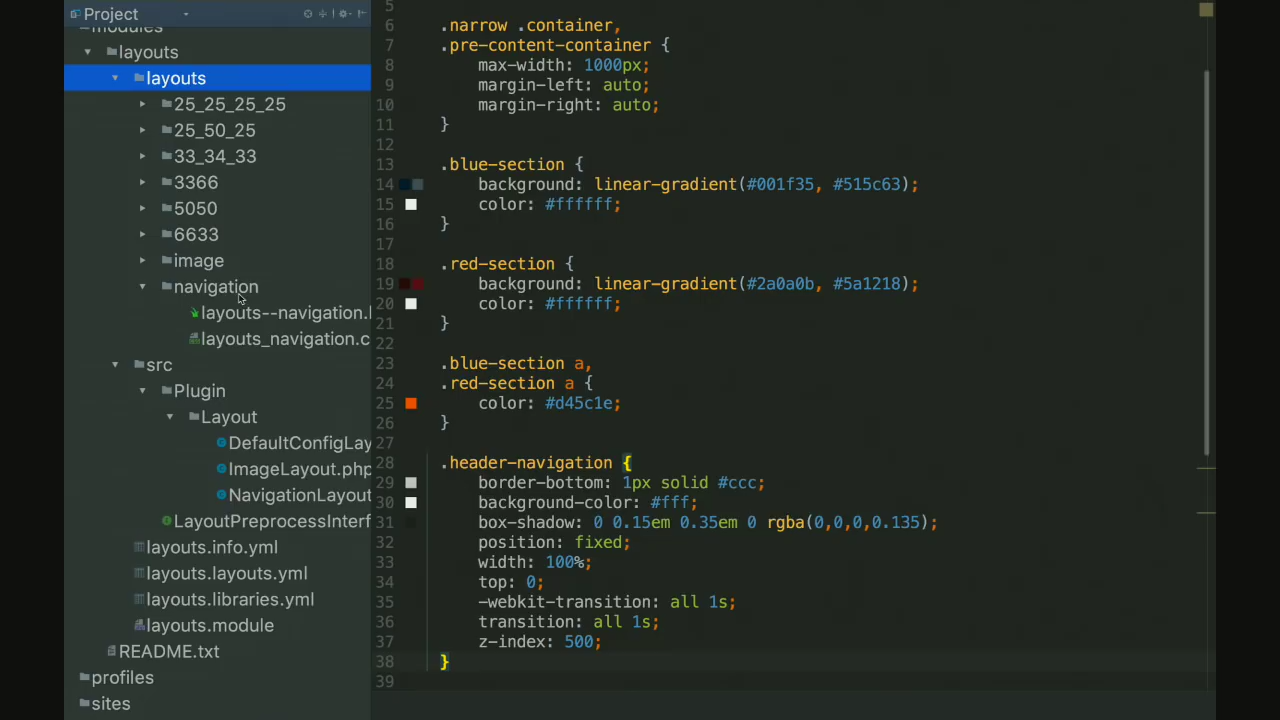 Project
modules
layouts
layouts
25_25_25_25
25_50_25
33_34_33
3366
5050
6633
image
navigation
layouts--navigation.
layouts_navigation.c
src
Plugin
Layout
DefaultConfigLay
ImageLayout.php
NavigationLayout
LayoutPreprocessInterf
layouts.info.yml
layouts.layouts.yml
layouts.libraries.yml
layouts.module
README.txt
profiles
sites
5
6 .narrow .container,
7 .pre-content-container {
8 max-width: 1000px;
9 margin-left: auto;
10 margin-right: auto;
11 }
12
13 .blue-section {
14 background: linear-gradient(#001f35, #515c63);
15 color: #ffffff;
16 }
17
18 .red-section {
19 background: linear-gradient(#2a0a0b, #5a1218);
20 color: #ffffff;
21 }
22
23 .blue-section a,
24 .red-section a {
25 color: #d45c1e;
26 }
27
28 .header-navigation {
29 border-bottom: 1px solid #ccc;
30 background-color: #fff;
31 box-shadow: 0 0.15em 0.35em 0 rgba(0,0,0,0.135);
32 position: fixed;
33 width: 100%;
34 top: 0;
35 -webkit-transition: all 1s;
36 transition: all 1s;
37 z-index: 500;
38 }
39